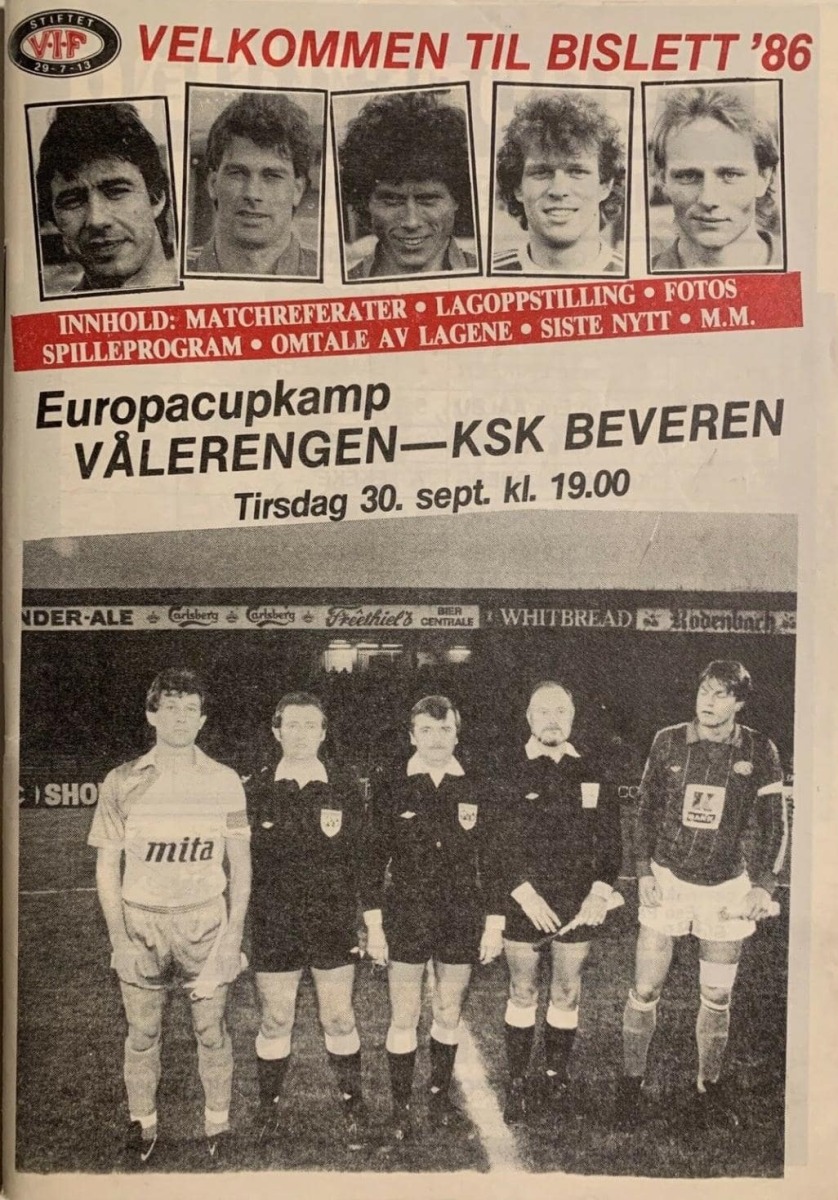 STIFTET
V·I·F
29-7-13
VELKOMMEN TIL BISLETT '86
INNHOLD: MATCHREFERATER • LAGOPPSTILLING • FOTOS
SPILLEPROGRAM • OMTALE AV LAGENE • SISTE NYTT • M.M.
Europacupkamp
VÅLERENGEN—KSK BEVEREN
Tirsdag 30. sept. kl. 19.00
NDER-ALE Carlsberg Carlsberg Préethiel's BIER CENTRALE WHITBREAD Rodenbach
SHO
mita
BANK